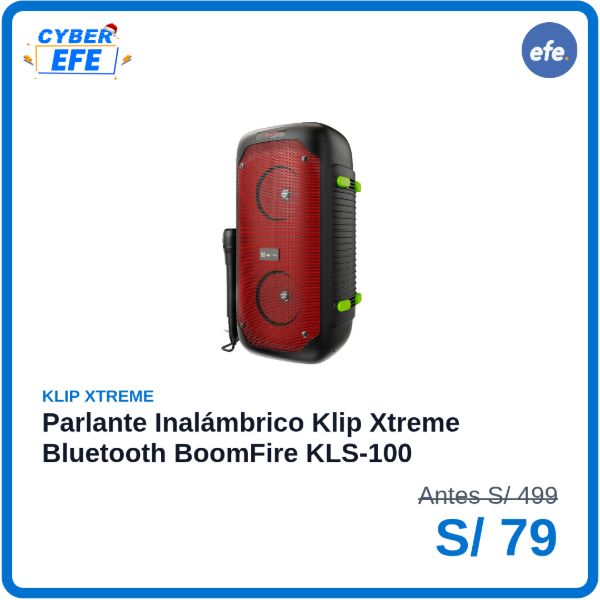 CYBER
EFE
efe.
KLIP XTREME
Parlante Inalámbrico Klip Xtreme
Bluetooth BoomFire KLS-100
Antes S/ 499
S/ 79